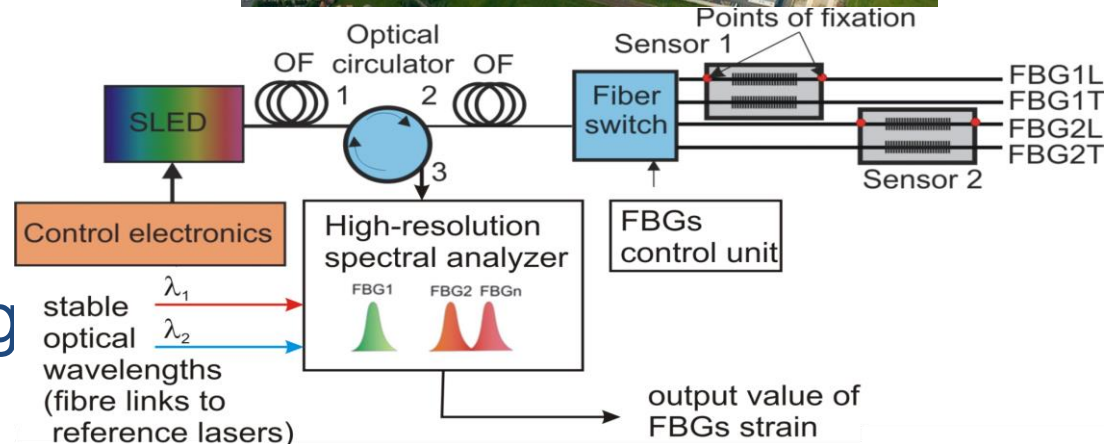 Points of fixation
Sensor 1
Optical
circulator
OF
OF
1
2
3
SLED
Fiber
switch
FBG1L
FBG1T
FBG2L
FBG2T
Sensor 2
Control electronics
High-resolution
spectral analyzer
FBG1
FBG2
FBGn
FBGs
control unit
g
stable
optical
wavelengths
(fibre links to
reference lasers)
λ1
λ2
output value of
FBGs strain